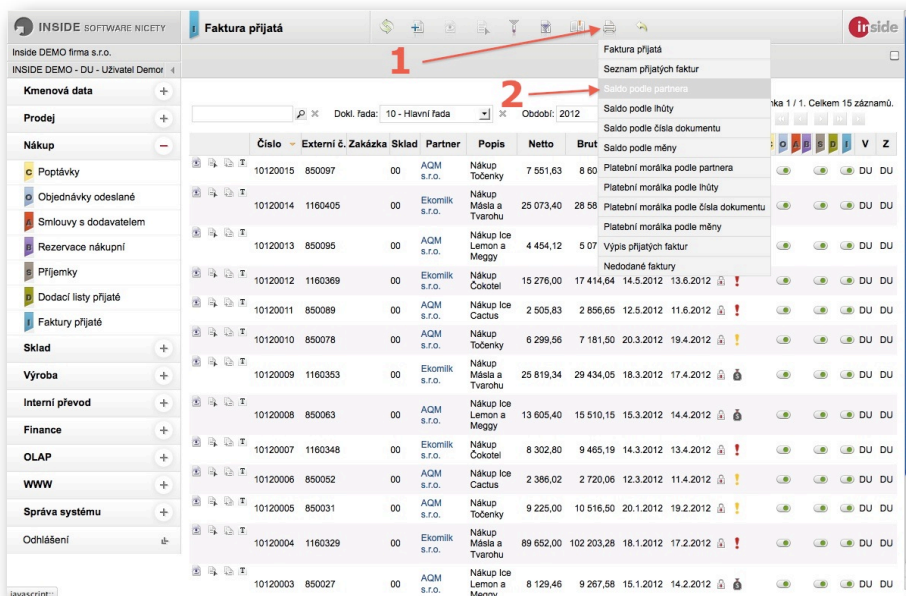 INSIDE SOFTWARE NICETY
I Faktura přijatá
inside
Inside DEMO firma s.r.o.
INSIDE DEMO - DU - Uživatel Demor
1
2
Faktura přijatá
Seznam přijatých faktur
Saldo podle partnera
Saldo podle lhůty
Saldo podle čísla dokumentu
Saldo podle měny
Platební morálka podle partnera
Platební morálka podle lhůty
Platební morálka podle čísla dokumentu
Platební morálka podle měny
Výpis přijatých faktur
Nedodané faktury
Kmenová data
Prodej
Nákup
C Poptávky
O Objednávky odeslané
A Smlouvy s dodavatelem
B Rezervace nákupní
S Příjemky
D Dodací listy přijaté
I Faktury přijaté
Sklad
Výroba
Interní převod
Finance
OLAP
WWW
Správa systému
Odhlášení
javascript:;
Dokl. řada: 10 - Hlavní řada Období: 2012
nka 1 / 1. Celkem 15 záznamů.
Číslo Externí č. Zakázka Sklad Partner Popis Netto Brut C O A B S D I V Z
10120015 850097 00 AQM s.r.o. Nákup Točenky 7 551,63 8 60 DU DU
10120014 1160405 00 Ekomilk s.r.o. Nákup Másla a Tvarohu 25 073,40 28 58 DU DU
10120013 850095 00 AQM s.r.o. Nákup Ice Lemon a Meggy 4 454,12 5 07 DU DU
10120012 1160369 00 Ekomilk s.r.o. Nákup Čokotel 15 276,00 17 414,64 14.5.2012 13.6.2012 DU DU
10120011 850089 00 AQM s.r.o. Nákup Ice Cactus 2 505,83 2 856,65 12.5.2012 11.6.2012 DU DU
10120010 850078 00 AQM s.r.o. Nákup Točenky 6 299,56 7 181,50 20.3.2012 19.4.2012 DU DU
10120009 1160353 00 Ekomilk s.r.o. Nákup Másla a Tvarohu 25 819,34 29 434,05 18.3.2012 17.4.2012 DU DU
10120008 850063 00 AQM s.r.o. Nákup Ice Lemon a Meggy 13 605,40 15 510,15 15.3.2012 14.4.2012 DU DU
10120007 1160348 00 Ekomilk s.r.o. Nákup Čokotel 8 302,80 9 465,19 14.3.2012 13.4.2012 DU DU
10120006 850052 00 AQM s.r.o. Nákup Ice Cactus 2 386,02 2 720,06 12.3.2012 11.4.2012 DU DU
10120005 850031 00 AQM s.r.o. Nákup Točenky 9 225,00 10 516,50 20.1.2012 19.2.2012 DU DU
10120004 1160329 00 Ekomilk s.r.o. Nákup Másla a Tvarohu 89 652,00 102 203,28 18.1.2012 17.2.2012 DU DU
10120003 850027 00 AQM s.r.o. Nákup Ice Lemon a Meggy 8 129,46 9 267,58 15.1.2012 14.2.2012 DU DU